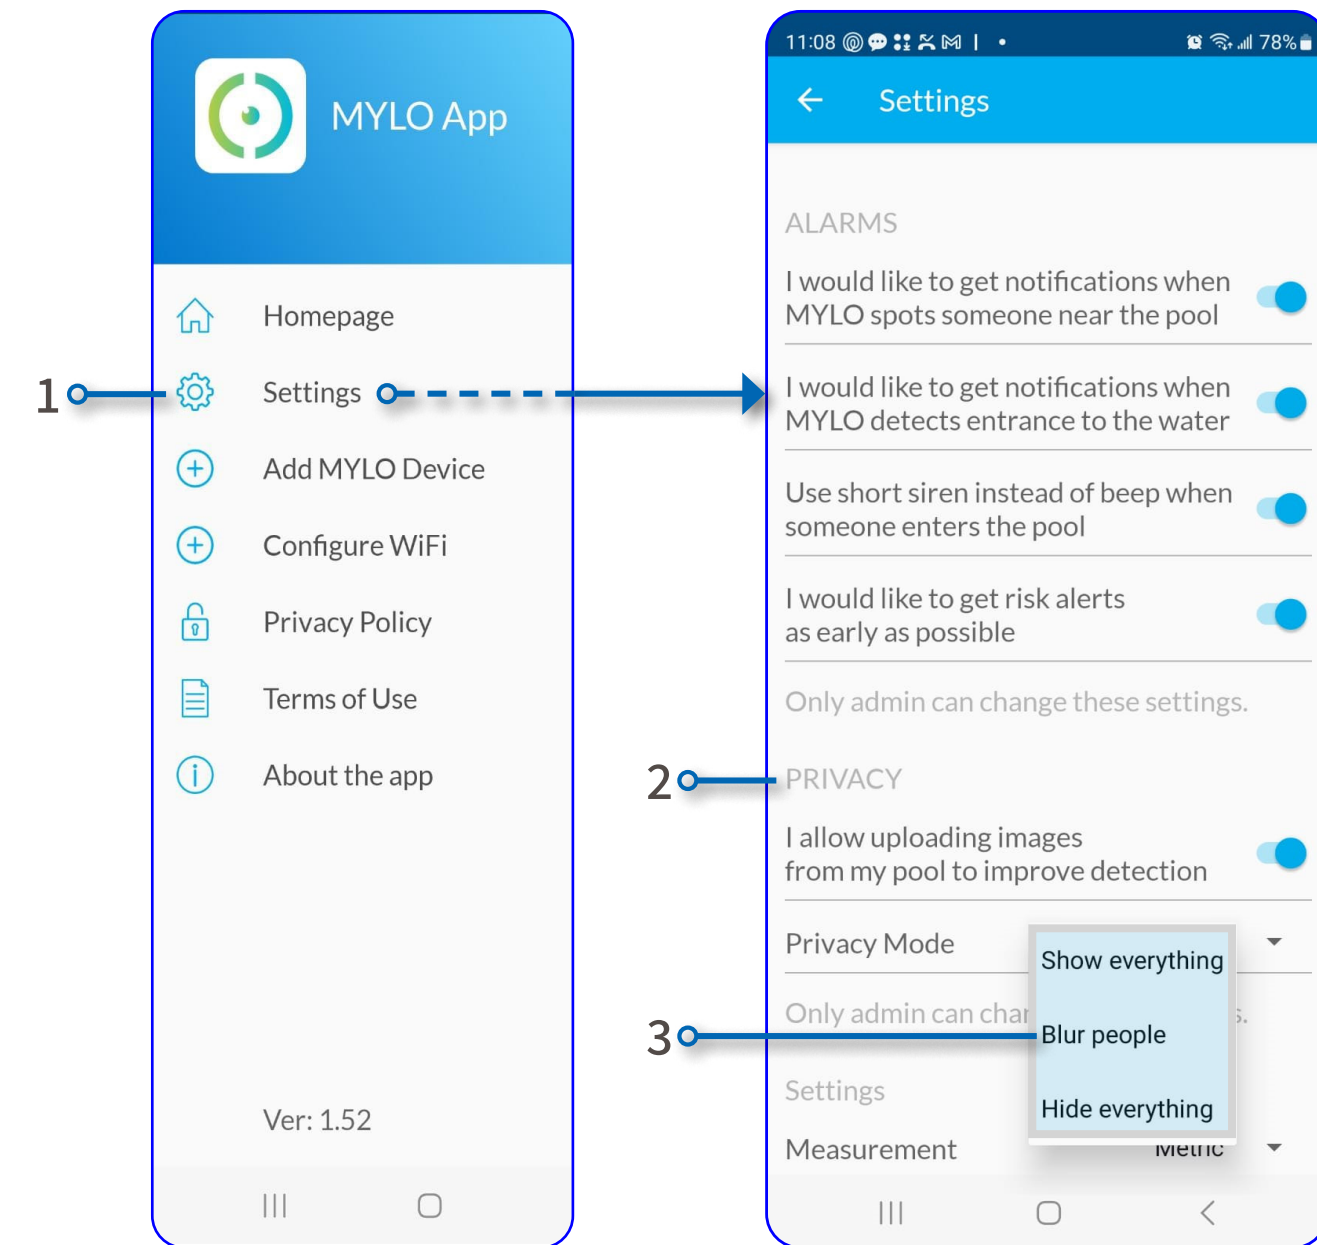 MYLO App
Homepage
1
Settings
Add MYLO Device
Configure WiFi
Privacy Policy
Terms of Use
About the app
Ver: 1.52
11:08
78%
Settings
ALARMS
I would like to get notifications when
MYLO spots someone near the pool
I would like to get notifications when
MYLO detects entrance to the water
Use short siren instead of beep when
someone enters the pool
I would like to get risk alerts
as early as possible
Only admin can change these settings.
2
PRIVACY
I allow uploading images
from my pool to improve detection
Privacy Mode
Show everything
Only admin can
3
Blur people
Settings
Hide everything
Measurement
Metric